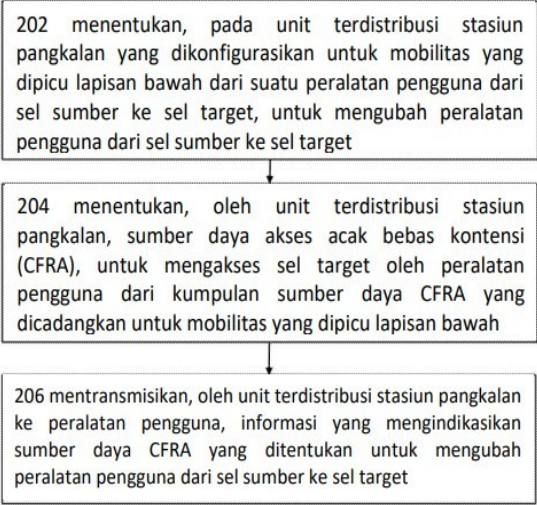 202 menentukan, pada unit terdistribusi stasiun
pangkalan yang dikonfigurasikan untuk mobilitas yang
dipicu lapisan bawah dari suatu peralatan pengguna dari
sel sumber ke sel target, untuk mengubah peralatan
pengguna dari sel sumber ke sel target
204 menentukan, oleh unit terdistribusi stasiun
pangkalan, sumber daya akses acak bebas kontensi
(CFRA), untuk mengakses sel target oleh peralatan
pengguna dari kumpulan sumber daya CFRA yang
dicadangkan untuk mobilitas yang dipicu lapisan bawah
206 mentransmisikan, oleh unit terdistribusi stasiun pangkalan
ke peralatan pengguna, informasi yang mengindikasikan
sumber daya CFRA yang ditentukan untuk mengubah
peralatan pengguna dari sel sumber ke sel target